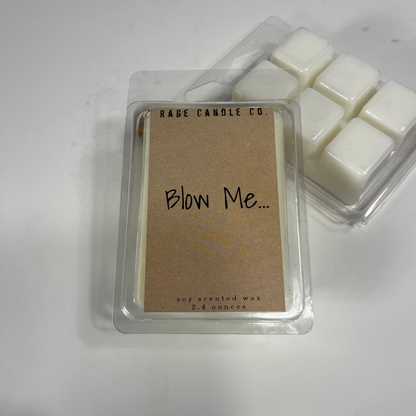 RAGE CANDLE CO.
Blow Me...
soy scented wax
2.4 ounces